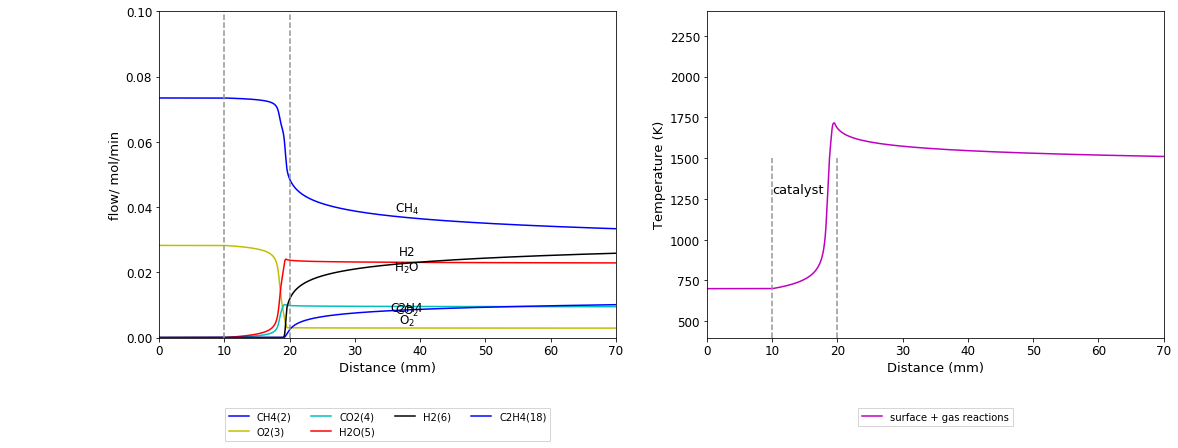 0.10
0.08
0.06
0.04
0.02
0.00
flow/ mol/min
CH4
H2
H2O
C2H4
CO2
O2
0 10 20 30 40 50 60 70
Distance (mm)
CH4(2) CO2(4) H2(6) C2H4(18)
O2(3) H2O(5)
2250
2000
1750
1500
1250
1000
750
500
Temperature (K)
catalyst
0 10 20 30 40 50 60 70
Distance (mm)
surface + gas reactions